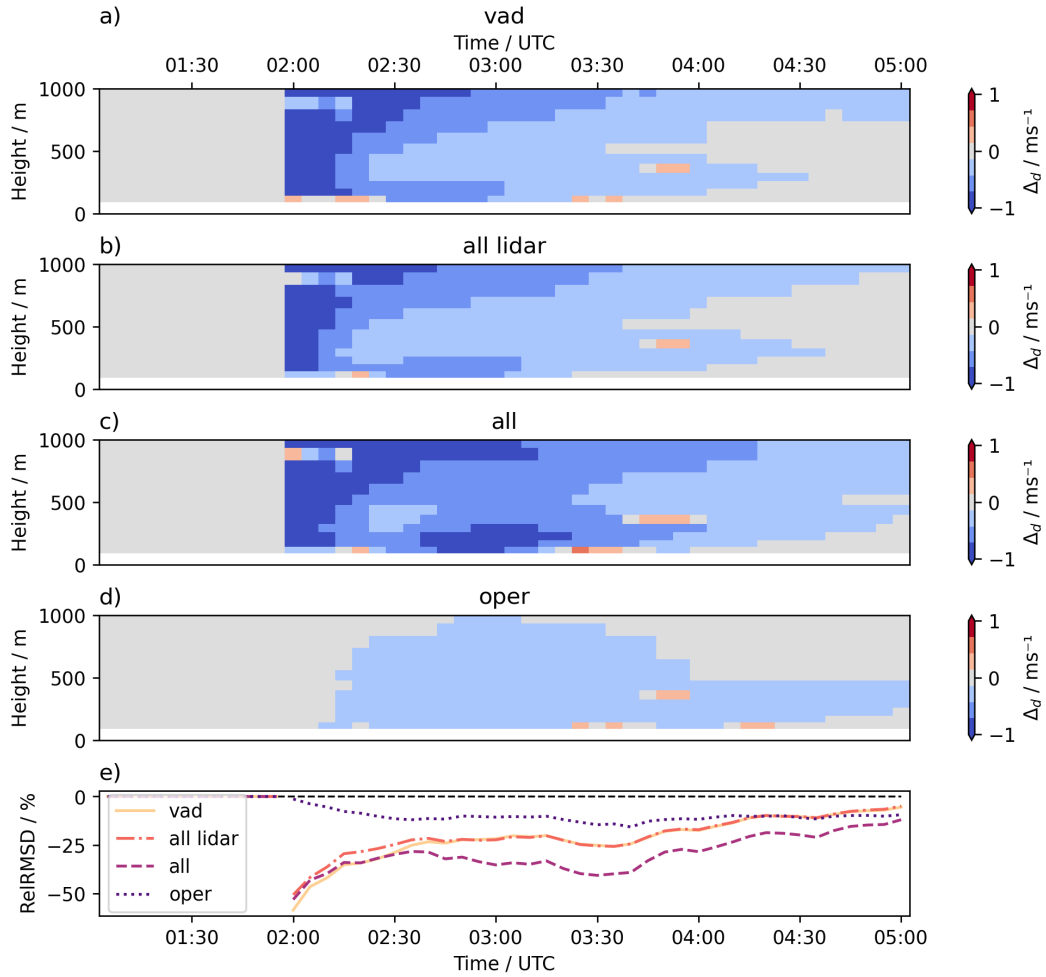 a)
vad
Time / UTC
01:30 02:00 02:30 03:00 03:30 04:00 04:30 05:00
1000
500
0
Height / m
1
0
−1
Δd / ms⁻¹
b)
all lidar
1000
500
0
Height / m
1
0
−1
Δd / ms⁻¹
c)
all
1000
500
0
Height / m
1
0
−1
Δd / ms⁻¹
d)
oper
1000
500
0
Height / m
1
0
−1
Δd / ms⁻¹
e)
0
−25
−50
RelRMSD / %
vad
all lidar
all
oper
01:30 02:00 02:30 03:00 03:30 04:00 04:30 05:00
Time / UTC